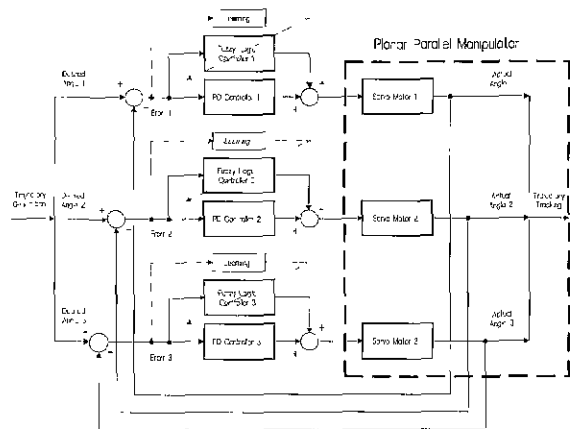 Learning
Fuzzy Logic
Controller 1
Planar Parallel Manipulator
Desired
Angle 1
Actual
Angle
PD Controller 1
Servo Motor 1
Error 1
Learning
Fuzzy Logic
Controller 2
Trajectory
Desired
Angle 2
Actual
Angle 2
Trajectory
Tracking
PD Controller 2
Servo Motor 2
Error 2
Learning
Fuzzy Logic
Controller 3
Desired
Angle 3
Actual
Angle 3
PD Controller 3
Servo Motor 2
Error 3